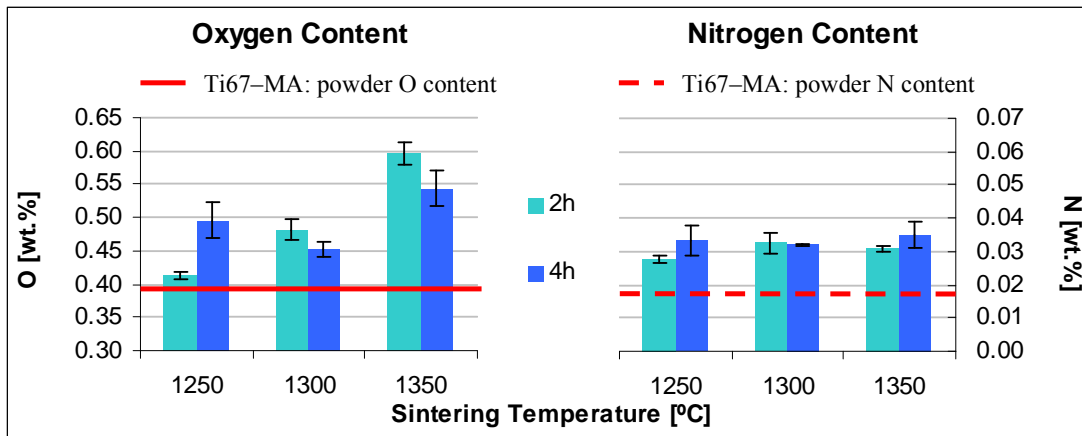 Oxygen Content
Ti67–MA: powder O content
0.65
0.60
0.55
0.50
0.45
0.40
0.35
0.30
O [wt.%]
1250 1300 1350
2h
4h
Nitrogen Content
Ti67–MA: powder N content
0.07
0.06
0.05
0.04
0.03
0.02
0.01
0.00
N [wt.%]
1250 1300 1350
Sintering Temperature [ºC]